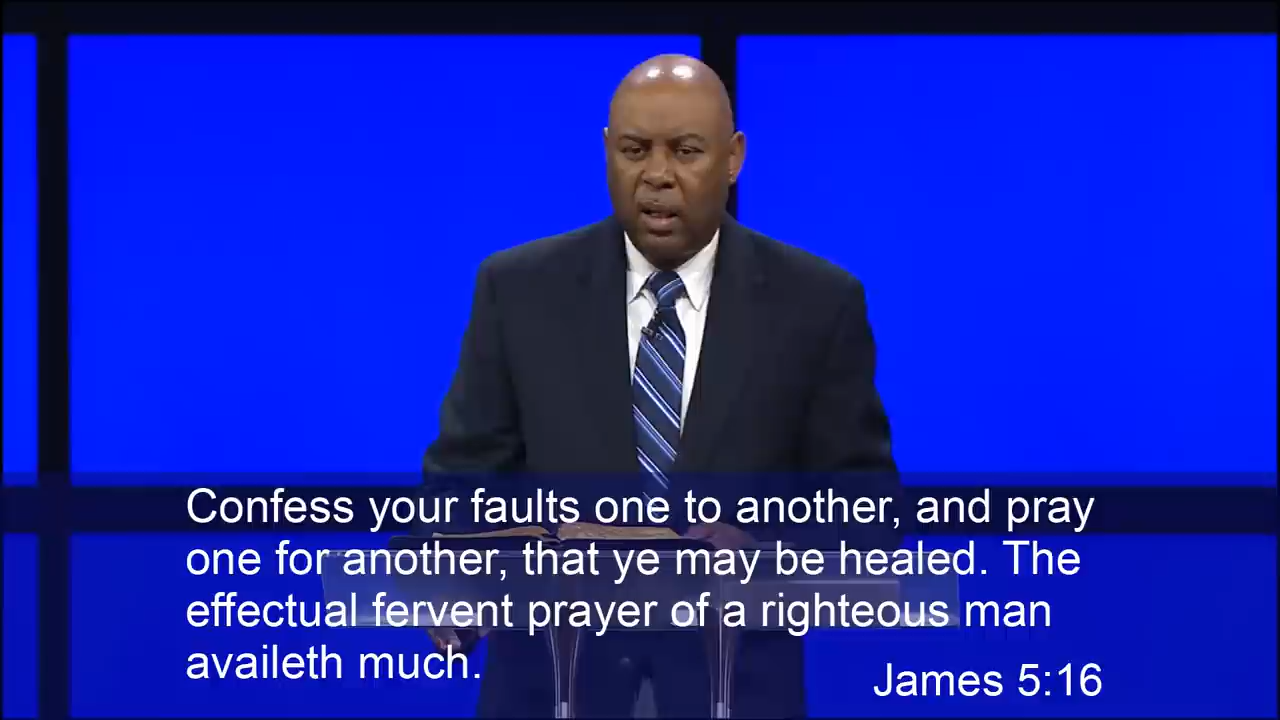 Confess your faults one to another, and pray
one for another, that ye may be healed. The
effectual fervent prayer of a righteous man
availeth much.
James 5:16